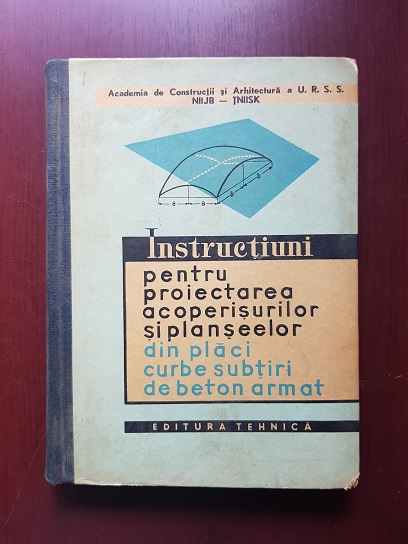 Academia de Construcții și Arhitectură a U. R. S. S.
NIIJB — ȚNIISK
a
a
b
b
Instrucțiuni
pentru
proiectarea
acoperișurilor
și planșeelor
din plăci
curbe subțiri
de beton armat
EDITURA TEHNICĂ